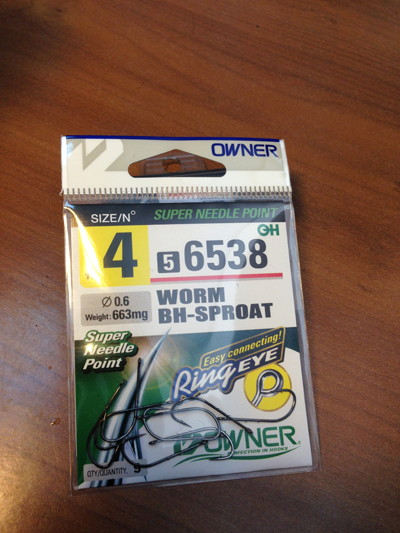 OWNER
SIZE/N°
SUPER NEEDLE POINT
OH
4
5 6538
Ø 0.6
Weight: 663mg
WORM
BH-SPROAT
Super
Needle
Point
Easy connecting!
Ring EYE
OWNER
PERFECTION IN HOOKS
QTY/QUANTITY. 9